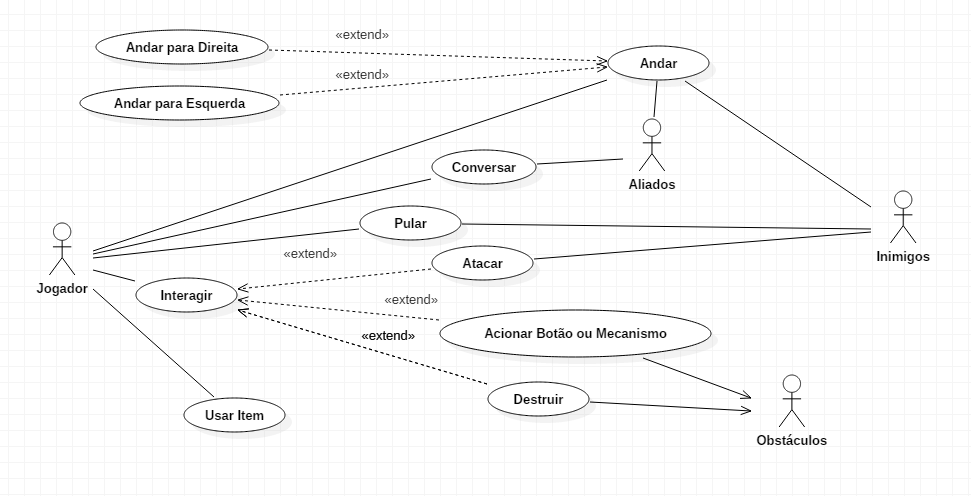 «extend»
Andar para Direita
Andar
«extend»
Andar para Esquerda
Conversar
Aliados
Pular
«extend»
Atacar
Inimigos
Jogador
Interagir
«extend»
«extend»
Acionar Botão ou Mecanismo
Destruir
Usar Item
Obstáculos